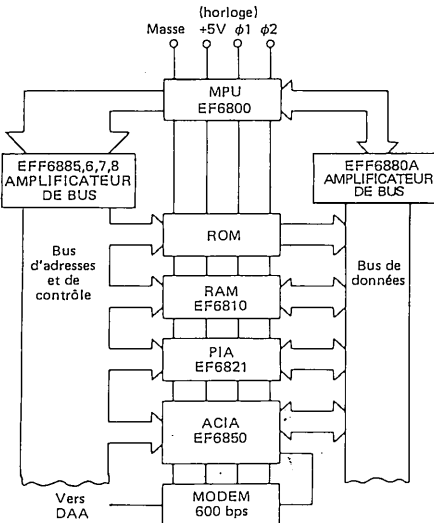 (horloge)
Masse +5V ϕ1 ϕ2
MPU
EF6800
EFF6885,6,7,8
AMPLIFICATEUR
DE BUS
EFF6880A
AMPLIFICATEUR
DE BUS
ROM
Bus
d'adresses
et de
contrôle
Bus de
données
RAM
EF6810
PIA
EF6821
ACIA
EF6850
Vers
DAA
MODEM
600 bps